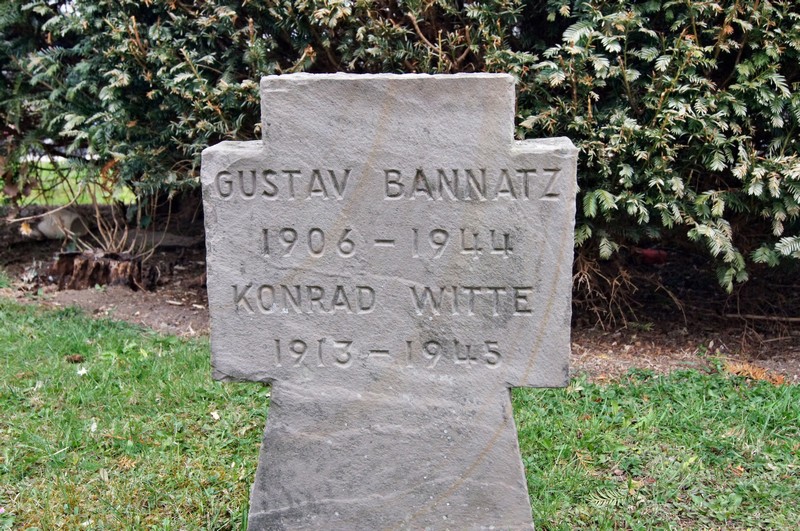 GUSTAV BANNATZ
1906 – 1944
KONRAD WITTE
1913 – 1945